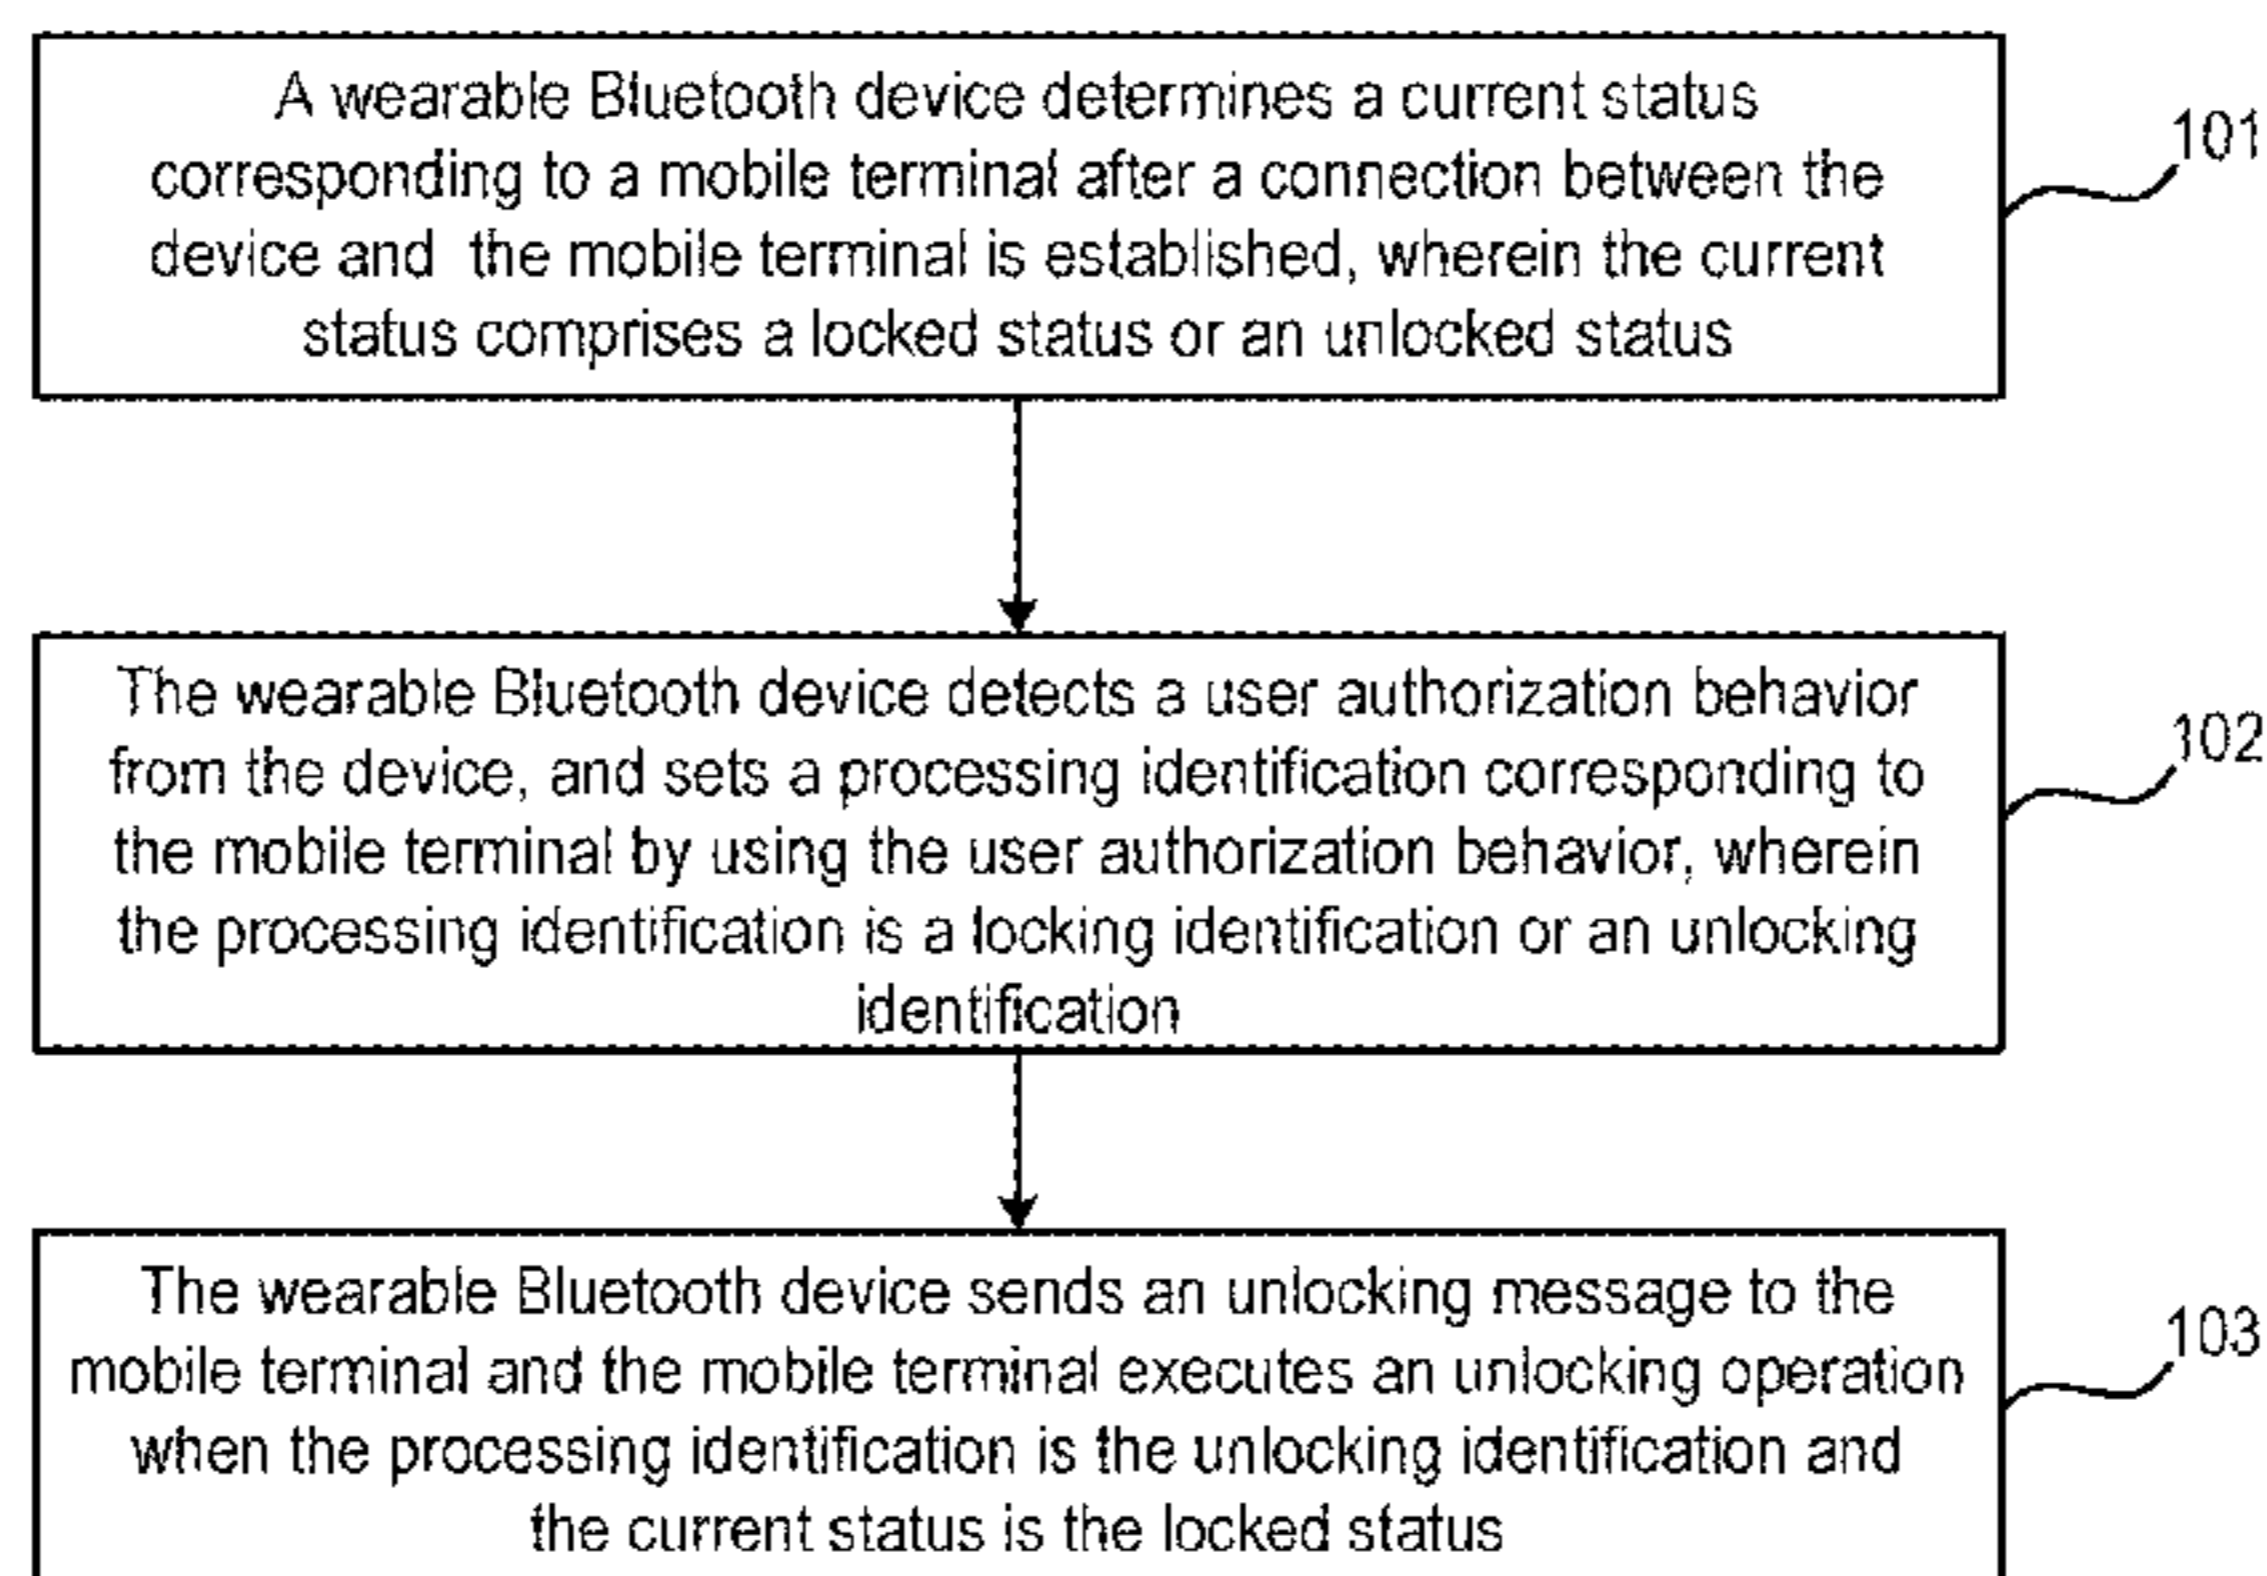 A wearable Bluetooth device determines a current status
corresponding to a mobile terminal after a connection between the
device and the mobile terminal is established, wherein the current
status comprises a locked status or an unlocked status
101
The wearable Bluetooth device detects a user authorization behavior
from the device, and sets a processing identification corresponding to
the mobile terminal by using the user authorization behavior, wherein
the processing identification is a locking identification or an unlocking
identification
102
The wearable Bluetooth device sends an unlocking message to the
mobile terminal and the mobile terminal executes an unlocking operation
when the processing identification is the unlocking identification and
the current status is the locked status
103